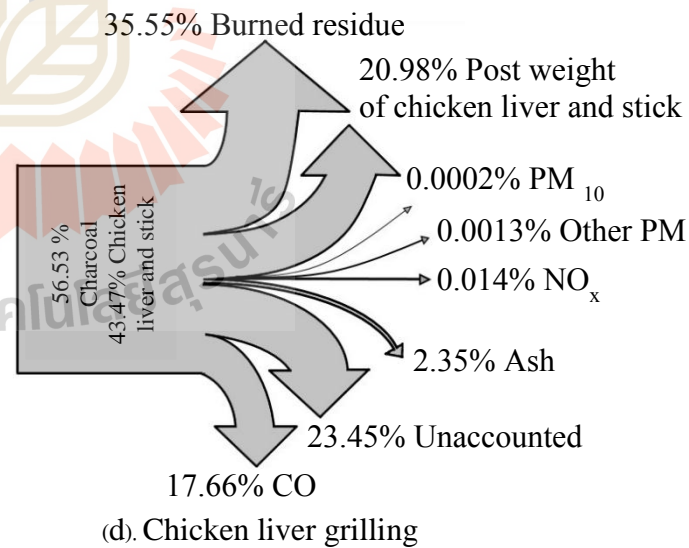 35.55% Burned residue
20.98% Post weight
of chicken liver and stick
0.0002% PM 10
0.0013% Other PM
0.014% NOx
2.35% Ash
23.45% Unaccounted
17.66% CO
56.53 %
Charcoal
43.47% Chicken
liver and stick
(d). Chicken liver grilling